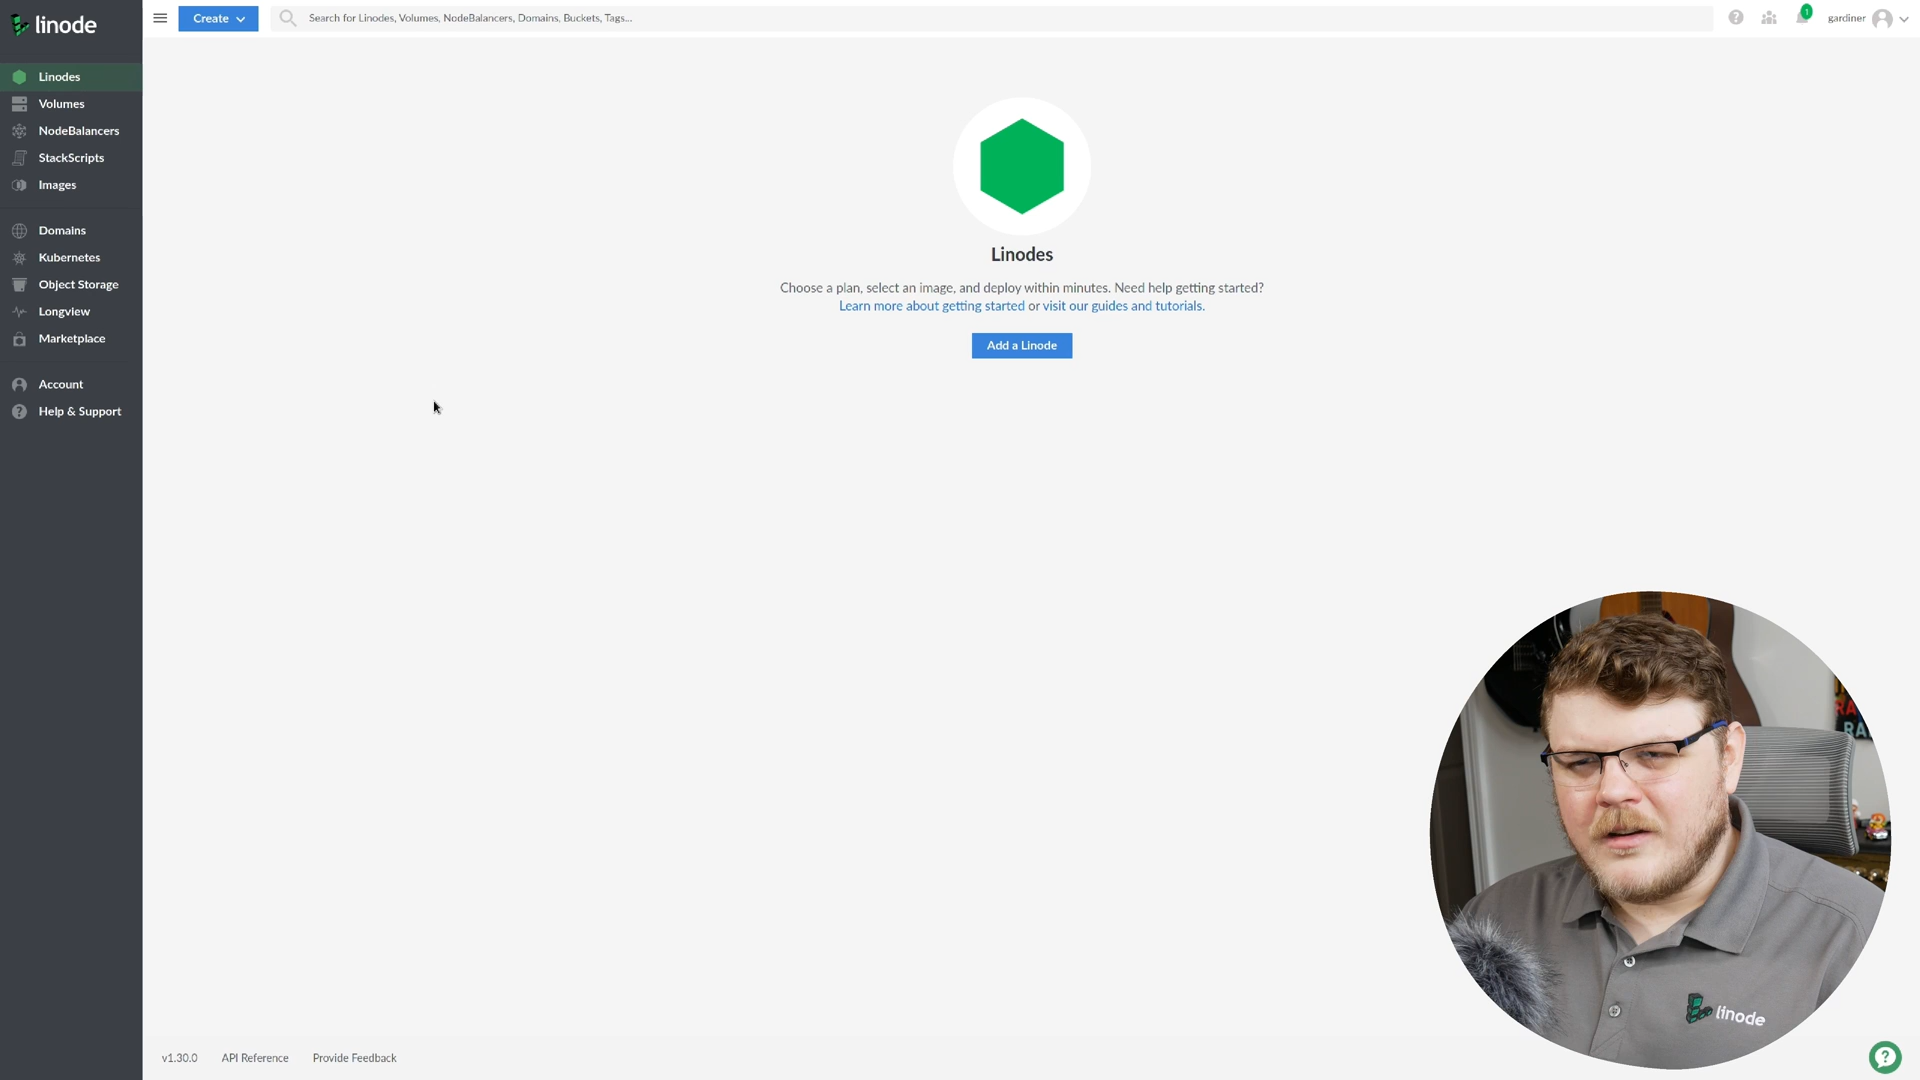 linode
Create
Search for Linodes, Volumes, NodeBalancers, Domains, Buckets, Tags...
1
gardiner
Linodes
Volumes
NodeBalancers
StackScripts
Images
Domains
Kubernetes
Object Storage
Longview
Marketplace
Account
Help & Support
Linodes
Choose a plan, select an image, and deploy within minutes. Need help getting started?
Learn more about getting started or visit our guides and tutorials.
Add a Linode
RA
RA
linode
v1.30.0
API Reference
Provide Feedback